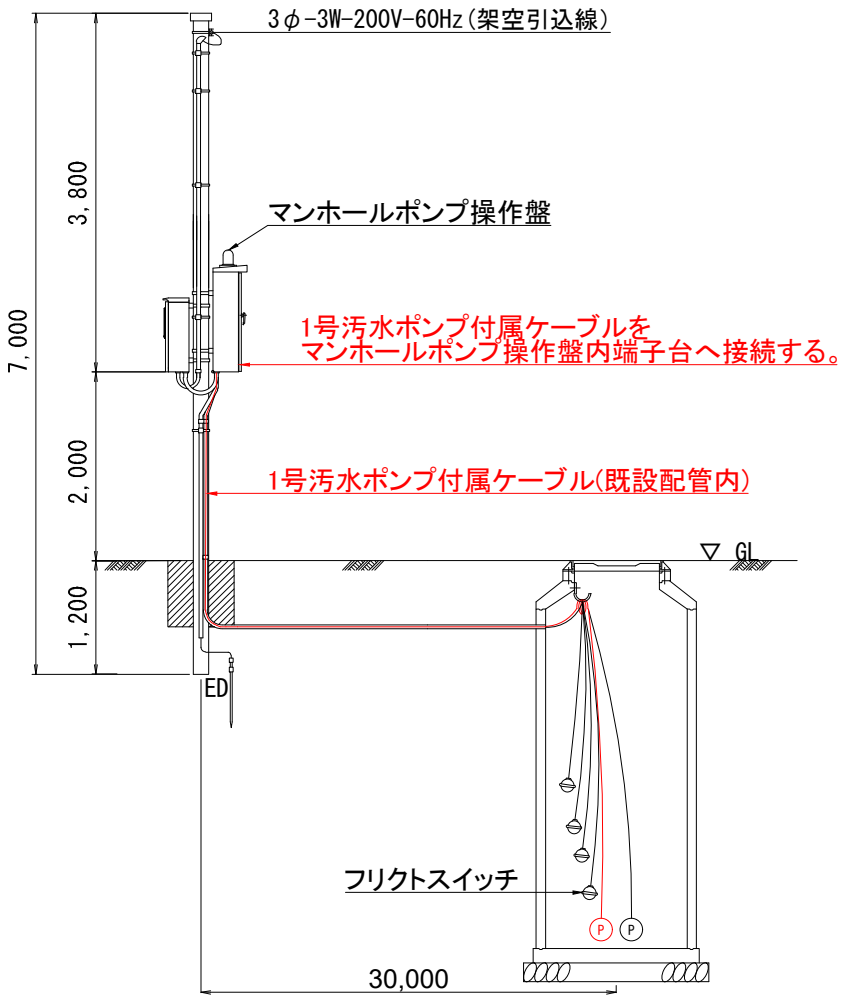 3φ-3W-200V-60Hz(架空引込線)
3,800
マンホールポンプ操作盤
7,000
1号汚水ポンプ付属ケーブルを
マンホールポンプ操作盤内端子台へ接続する。
2,000
1号汚水ポンプ付属ケーブル(既設配管内)
▽ GL
1,200
ED
フリクトスイッチ
P
P
30,000